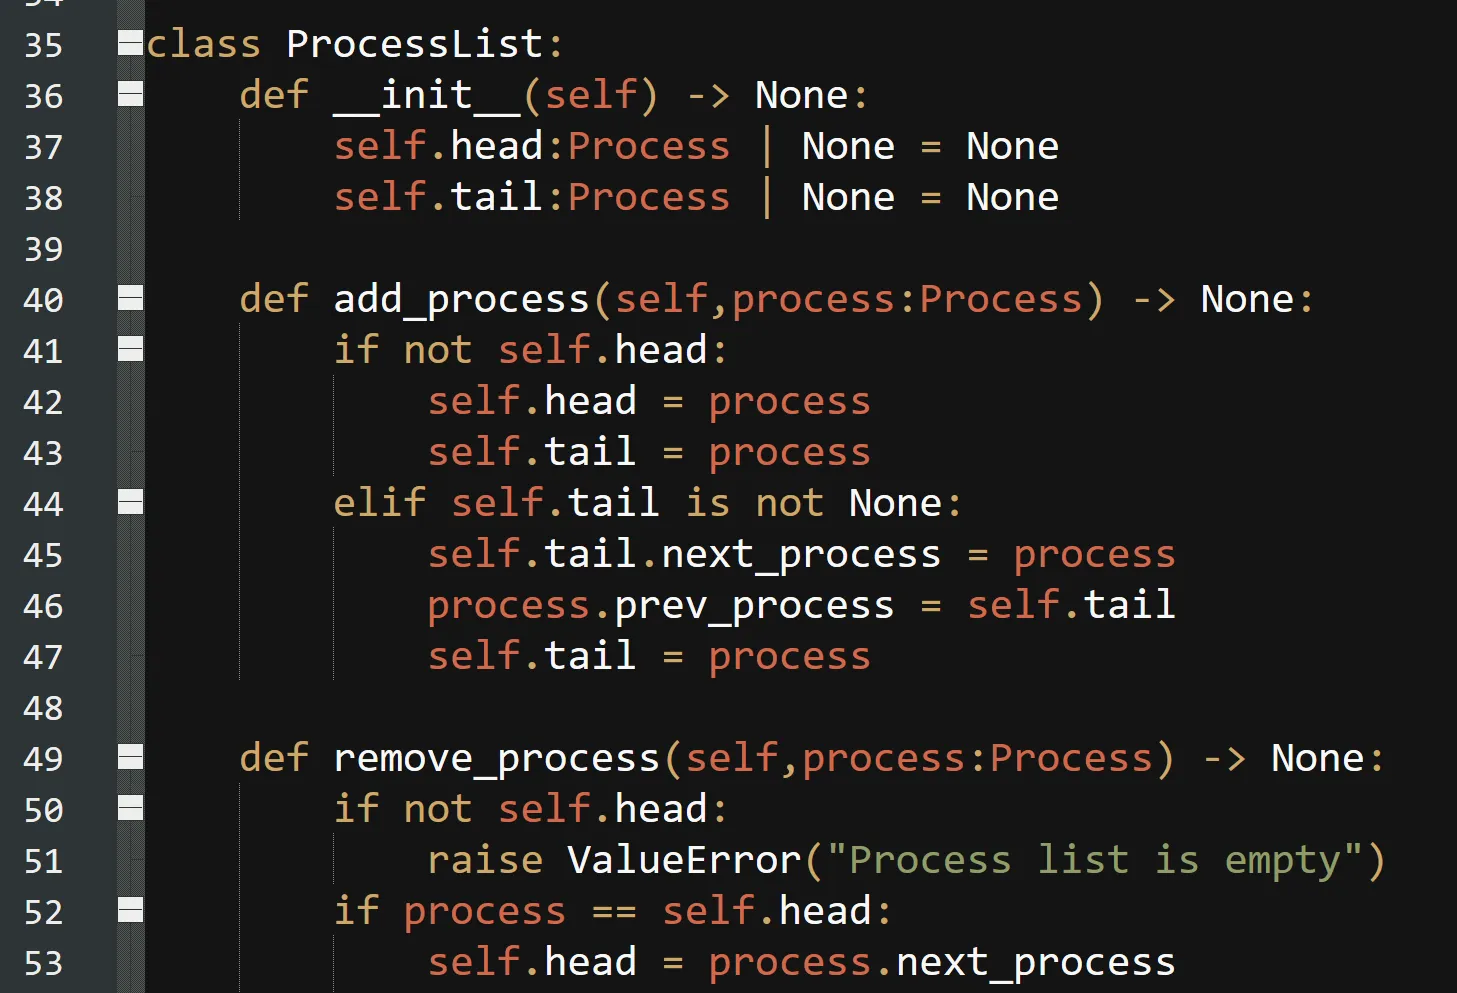 35 class ProcessList:
36     def __init__(self) -> None:
37         self.head:Process | None = None
38         self.tail:Process | None = None
39
40     def add_process(self,process:Process) -> None:
41         if not self.head:
42             self.head = process
43             self.tail = process
44         elif self.tail is not None:
45             self.tail.next_process = process
46             process.prev_process = self.tail
47             self.tail = process
48
49     def remove_process(self,process:Process) -> None:
50         if not self.head:
51             raise ValueError("Process list is empty")
52         if process == self.head:
53             self.head = process.next_process